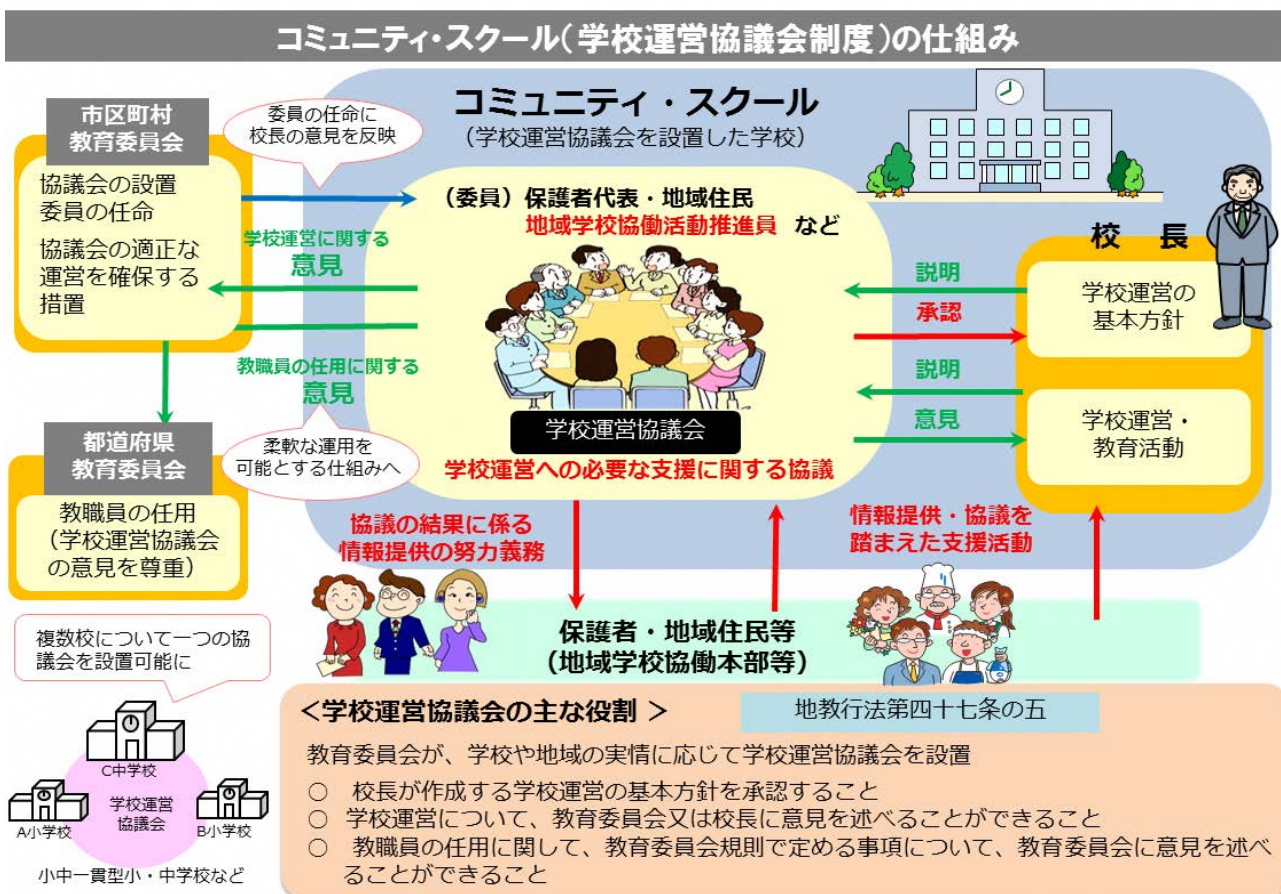 コミュニティ・スクール(学校運営協議会制度)の仕組み
市区町村
教育委員会
協議会の設置
委員の任命
協議会の適正な
運営を確保する
措置
委員の任命に
校長の意見を反映
コミュニティ・スクール
(学校運営協議会を設置した学校)
(委員)保護者代表・地域住民
地域学校協働活動推進員 など
学校運営に関する
意見
教職員の任用に関する
意見
柔軟な運用を
可能とする仕組みへ
学校運営協議会
学校運営への必要な支援に関する協議
校 長
説明
承認
学校運営の
基本方針
説明
意見
学校運営・
教育活動
都道府県
教育委員会
教職員の任用
(学校運営協議会
の意見を尊重)
協議の結果に係る
情報提供の努力義務
情報提供・協議を
踏まえた支援活動
保護者・地域住民等
(地域学校協働本部等)
複数校について一つの協
議会を設置可能に
C中学校
学校運営
協議会
A小学校
B小学校
小中一貫型小・中学校など
<学校運営協議会の主な役割 >
地教行法第四十七条の五
教育委員会が、学校や地域の実情に応じて学校運営協議会を設置
○ 校長が作成する学校運営の基本方針を承認すること
○ 学校運営について、教育委員会又は校長に意見を述べることができること
○ 教職員の任用に関して、教育委員会規則で定める事項について、教育委員会に意見を述べ
ることができること